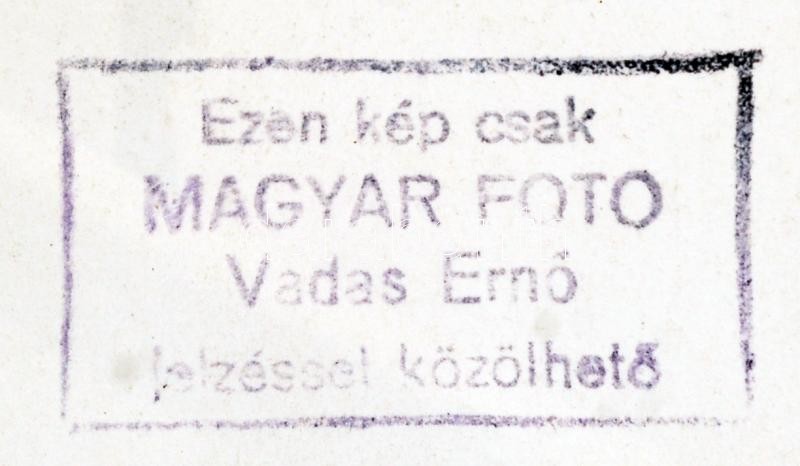 Ezen kép csak
MAGYAR FOTO
Vadas Ernő
jelzéssel közölhető